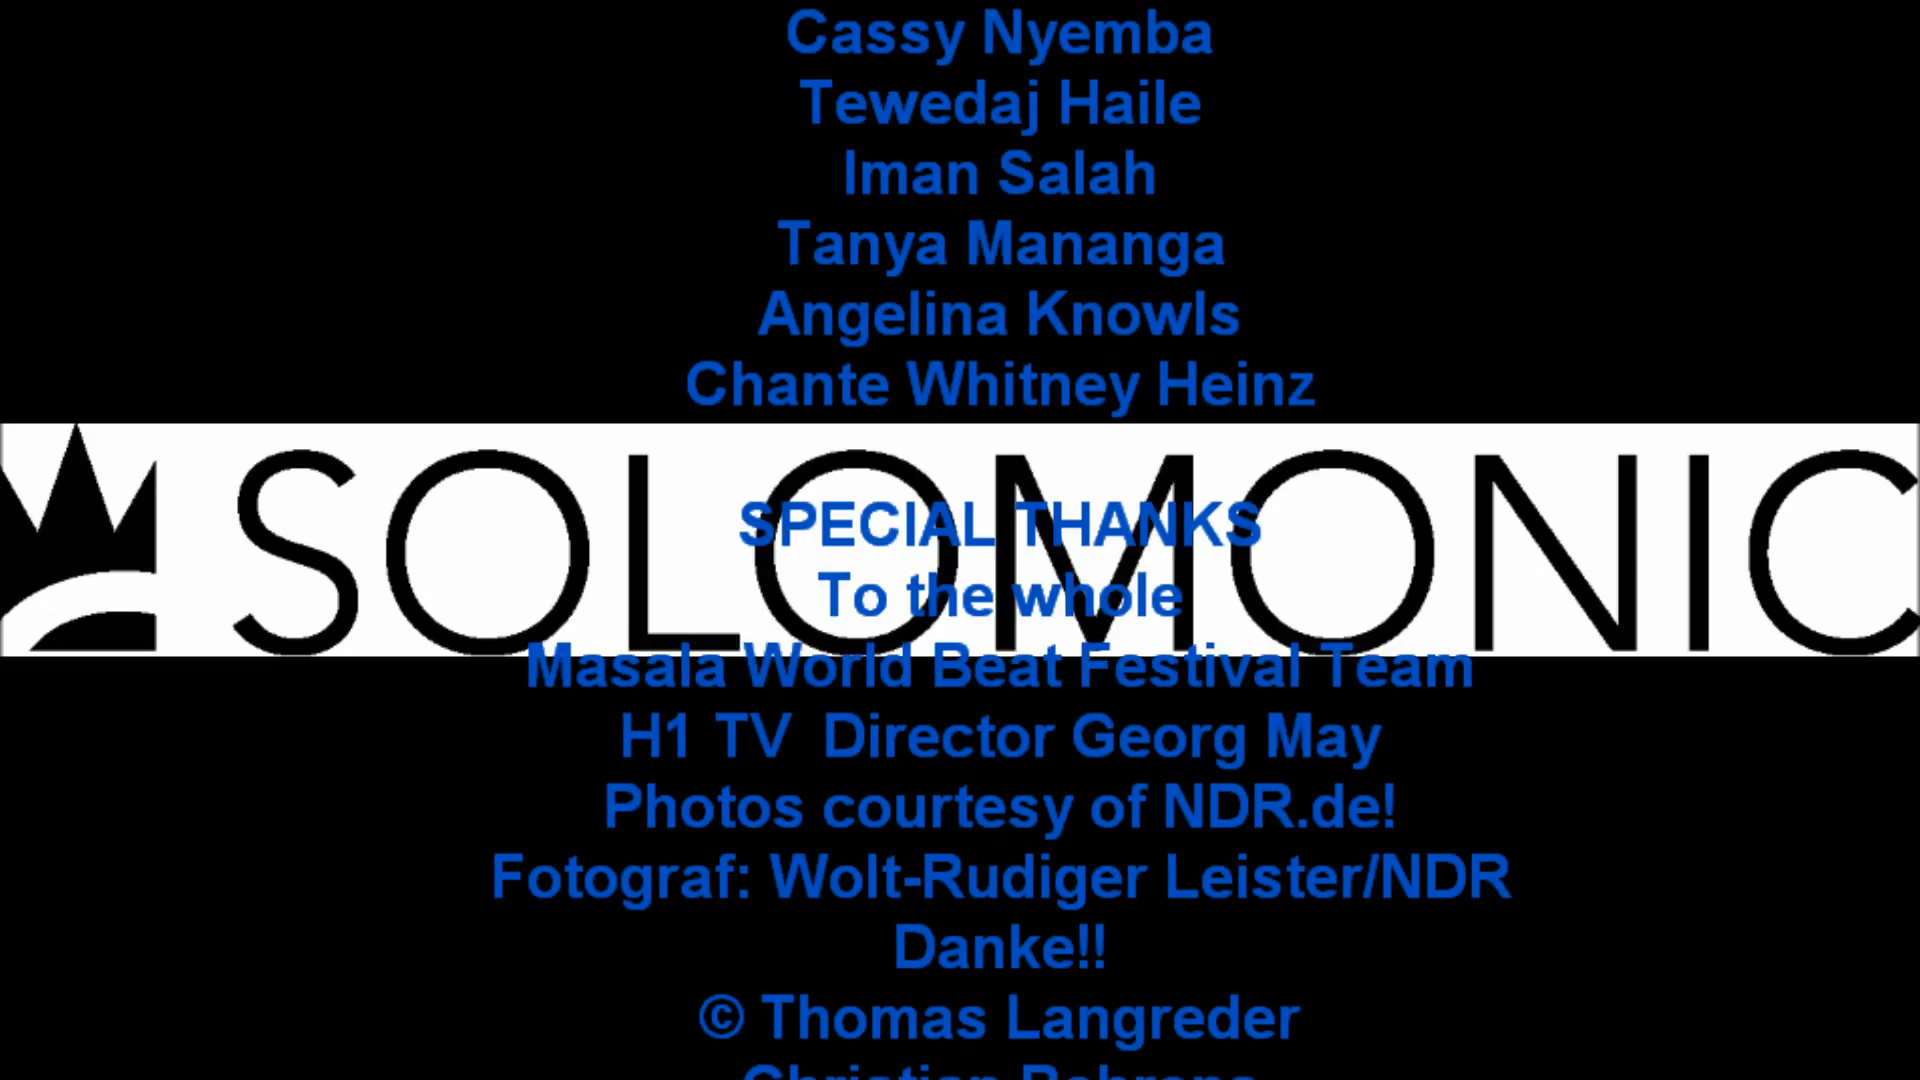 Cassy Nyemba
Tewedaj Haile
Iman Salah
Tanya Mananga
Angelina Knowls
Chante Whitney Heinz
SOLOMONIC
SPECIAL THANKS
To the whole
Masala World Beat Festival Team
H1 TV Director Georg May
Photos courtesy of NDR.de!
Fotograf: Wolt-Rudiger Leister/NDR
Danke!!
© Thomas Langreder
Christian